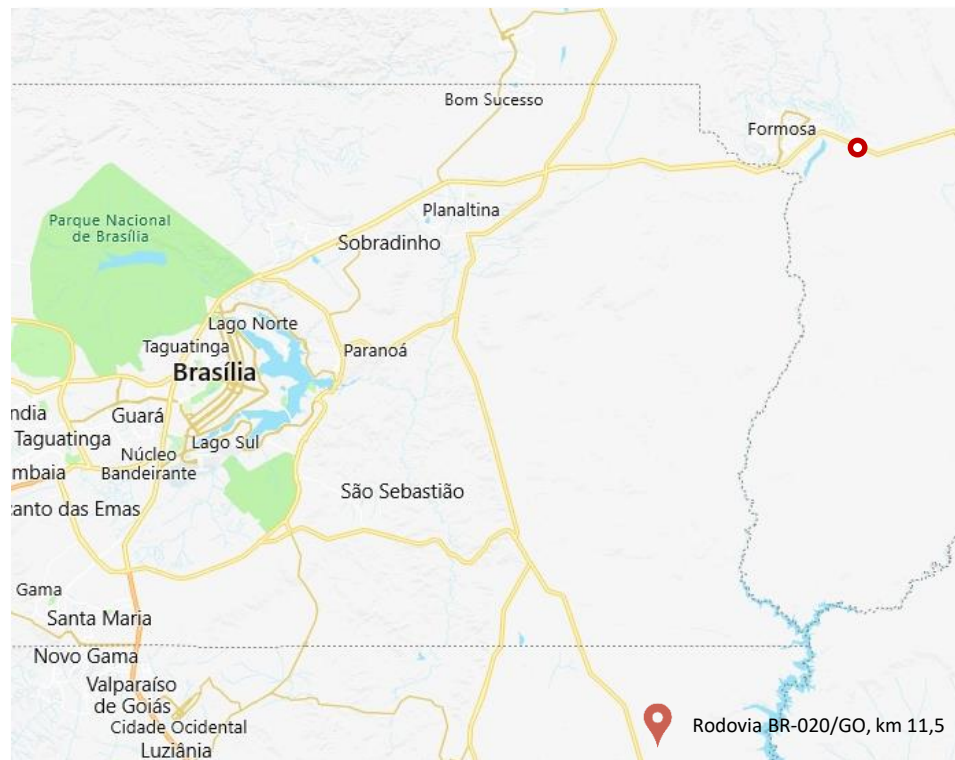 Bom Sucesso
Formosa
Planaltina
Parque Nacional
de Brasília
Sobradinho
Lago Norte
Taguatinga
Paranoá
Brasília
ndia
Guará
Taguatinga
Lago Sul
Núcleo
Bandeirante
mbaia
São Sebastião
canto das Emas
Gama
Santa Maria
Novo Gama
Valparaíso
de Goiás
Cidade Ocidental
Luziânia
Rodovia BR-020/GO, km 11,5